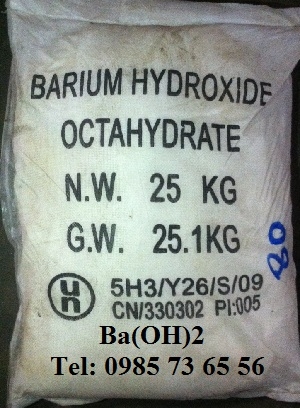 BARIUM HYDROXIDE
OCTAHYDRATE
N.W. 25 KG
G.W. 25.1KG
80
un
5H3/Y26/S/09
CN/330302 PI:005
Ba(OH)2
Tel: 0985 73 65 56